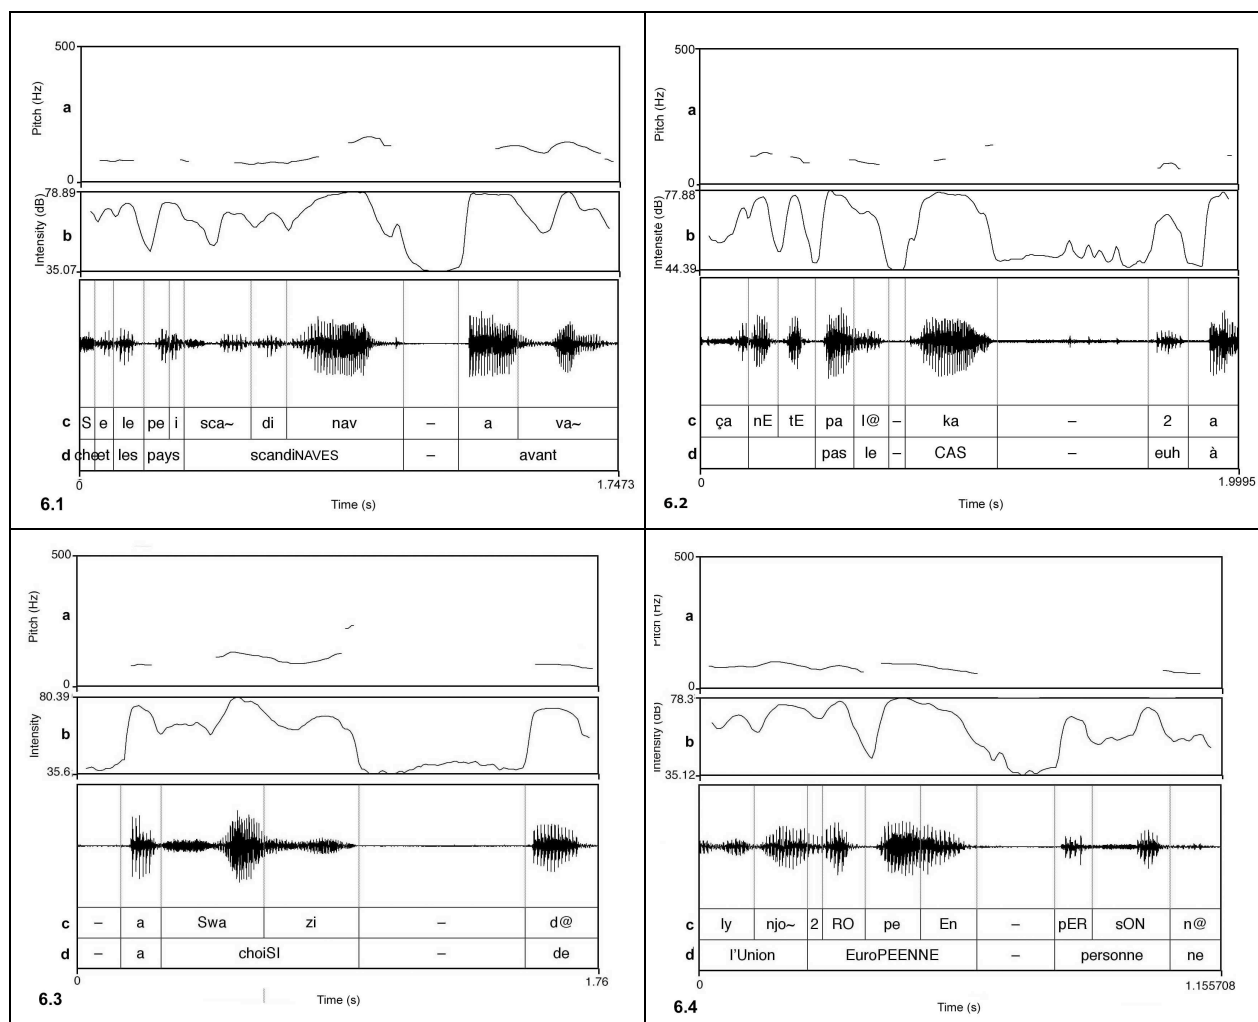 500
a
Pitch (Hz)
0
78.89
Intensity (dB)
b
35.07
c S e le pe i sca~ di nav – a va~
d che et les pays scandiNAVES – avant
0 1.7473
6.1 Time (s)
500
a
Pitch (Hz)
0
77.88
Intensité (dB)
b
44.39
c ça nE tE pa l@ – ka – 2 a
d pas le – CAS – euh à
0 1.9995
6.2 Time (s)
500
a
Pitch (Hz)
0
80.39
Intensity
b
35.6
c – a Swa zi – d@
d – a choiSI – de
0 1.76
6.3 Time (s)
500
a
Pitch (Hz)
0
78.3
Intensity (dB)
b
35.12
c ly njo~ 2 RO pe En – pER sON n@
d l'Union EuroPEENNE – personne ne
0 1.155708
6.4 Time (s)